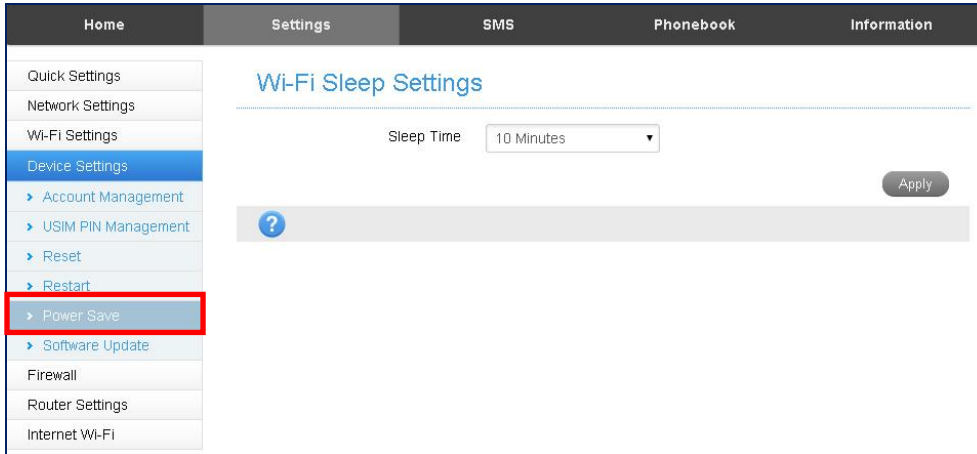 Home Settings SMS Phonebook Information
Quick Settings
Network Settings
Wi-Fi Settings
Device Settings
Account Management
USIM PIN Management
Reset
Restart
Power Save
Software Update
Firewall
Router Settings
Internet Wi-Fi
Wi-Fi Sleep Settings
Sleep Time 10 Minutes
Apply
?